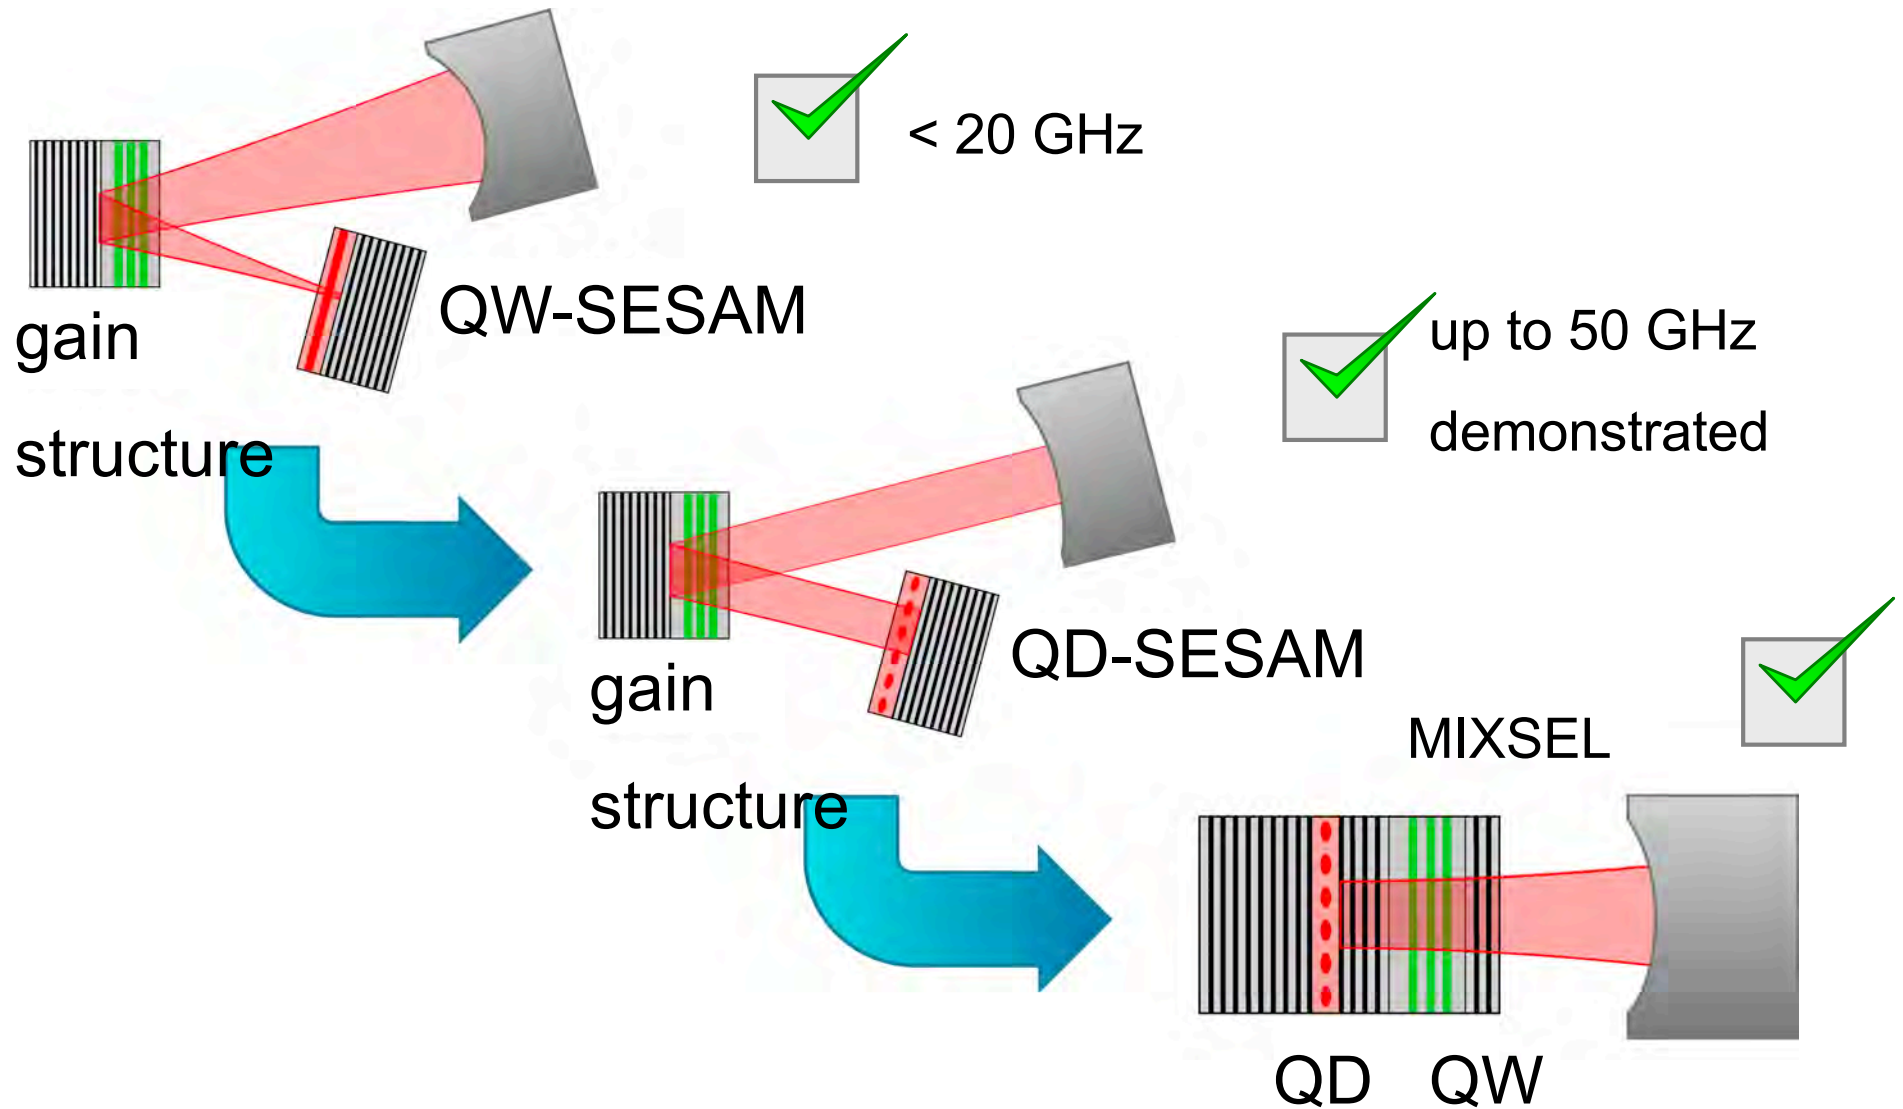 < 20 GHz
QW-SESAM
gain
structure
up to 50 GHz
demonstrated
QD-SESAM
gain
structure
MIXSEL
QD QW